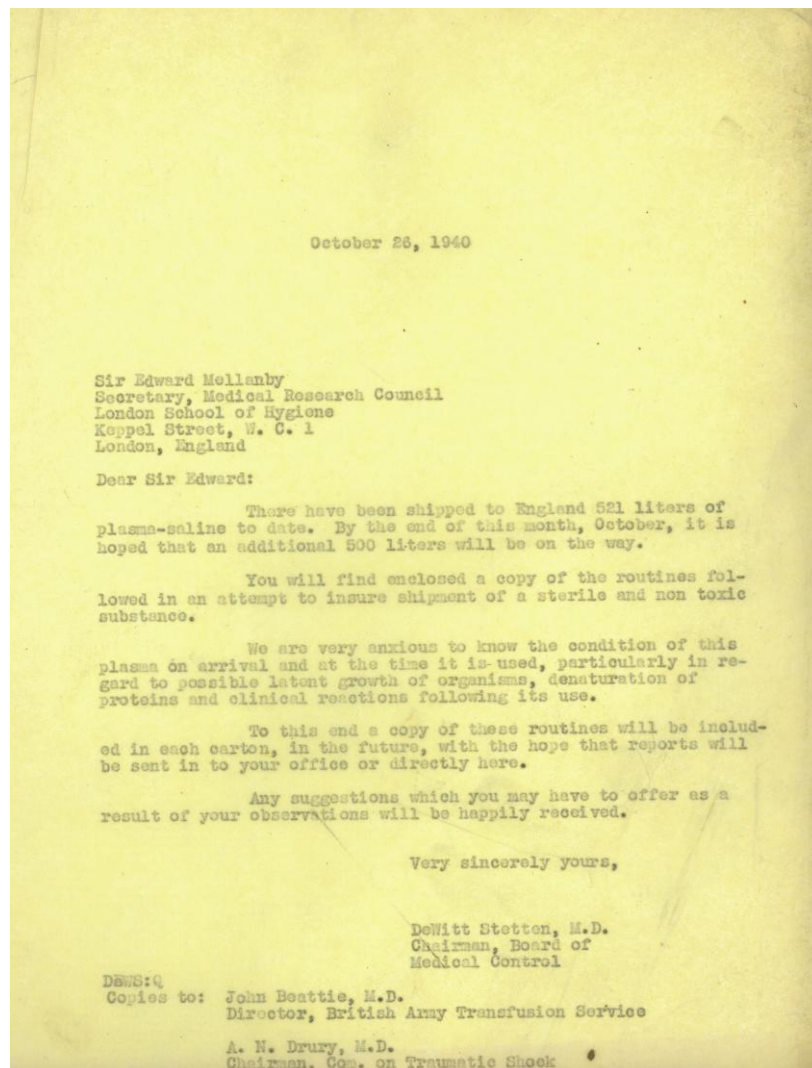 October 26, 1940
Sir Edward Mellanby
Secretary, Medical Research Council
London School of Hygiene
Keppel Street, W. C. 1
London, England
Dear Sir Edward:
There have been shipped to England 521 liters of
plasma-saline to date. By the end of this month, October, it is
hoped that an additional 500 liters will be on the way.
You will find enclosed a copy of the routines fol-
lowed in an attempt to insure shipment of a sterile and non toxic
substance.
We are very anxious to know the condition of this
plasma on arrival and at the time it is used, particularly in re-
gard to possible latent growth of organisms, denaturation of
proteins and clinical reactions following its use.
To this end a copy of these routines will be includ-
ed in each carton, in the future, with the hope that reports will
be sent in to your office or directly here.
Any suggestions which you may have to offer as a
result of your observations will be happily received.
Very sincerely yours,
DeWitt Stetten, M.D.
Chairman, Board of
Medical Control
DeWS:Q
Copies to: John Beattie, M.D.
Director, British Army Transfusion Service
A. N. Drury, M.D.
Chairman, Com. on Traumatic Shock